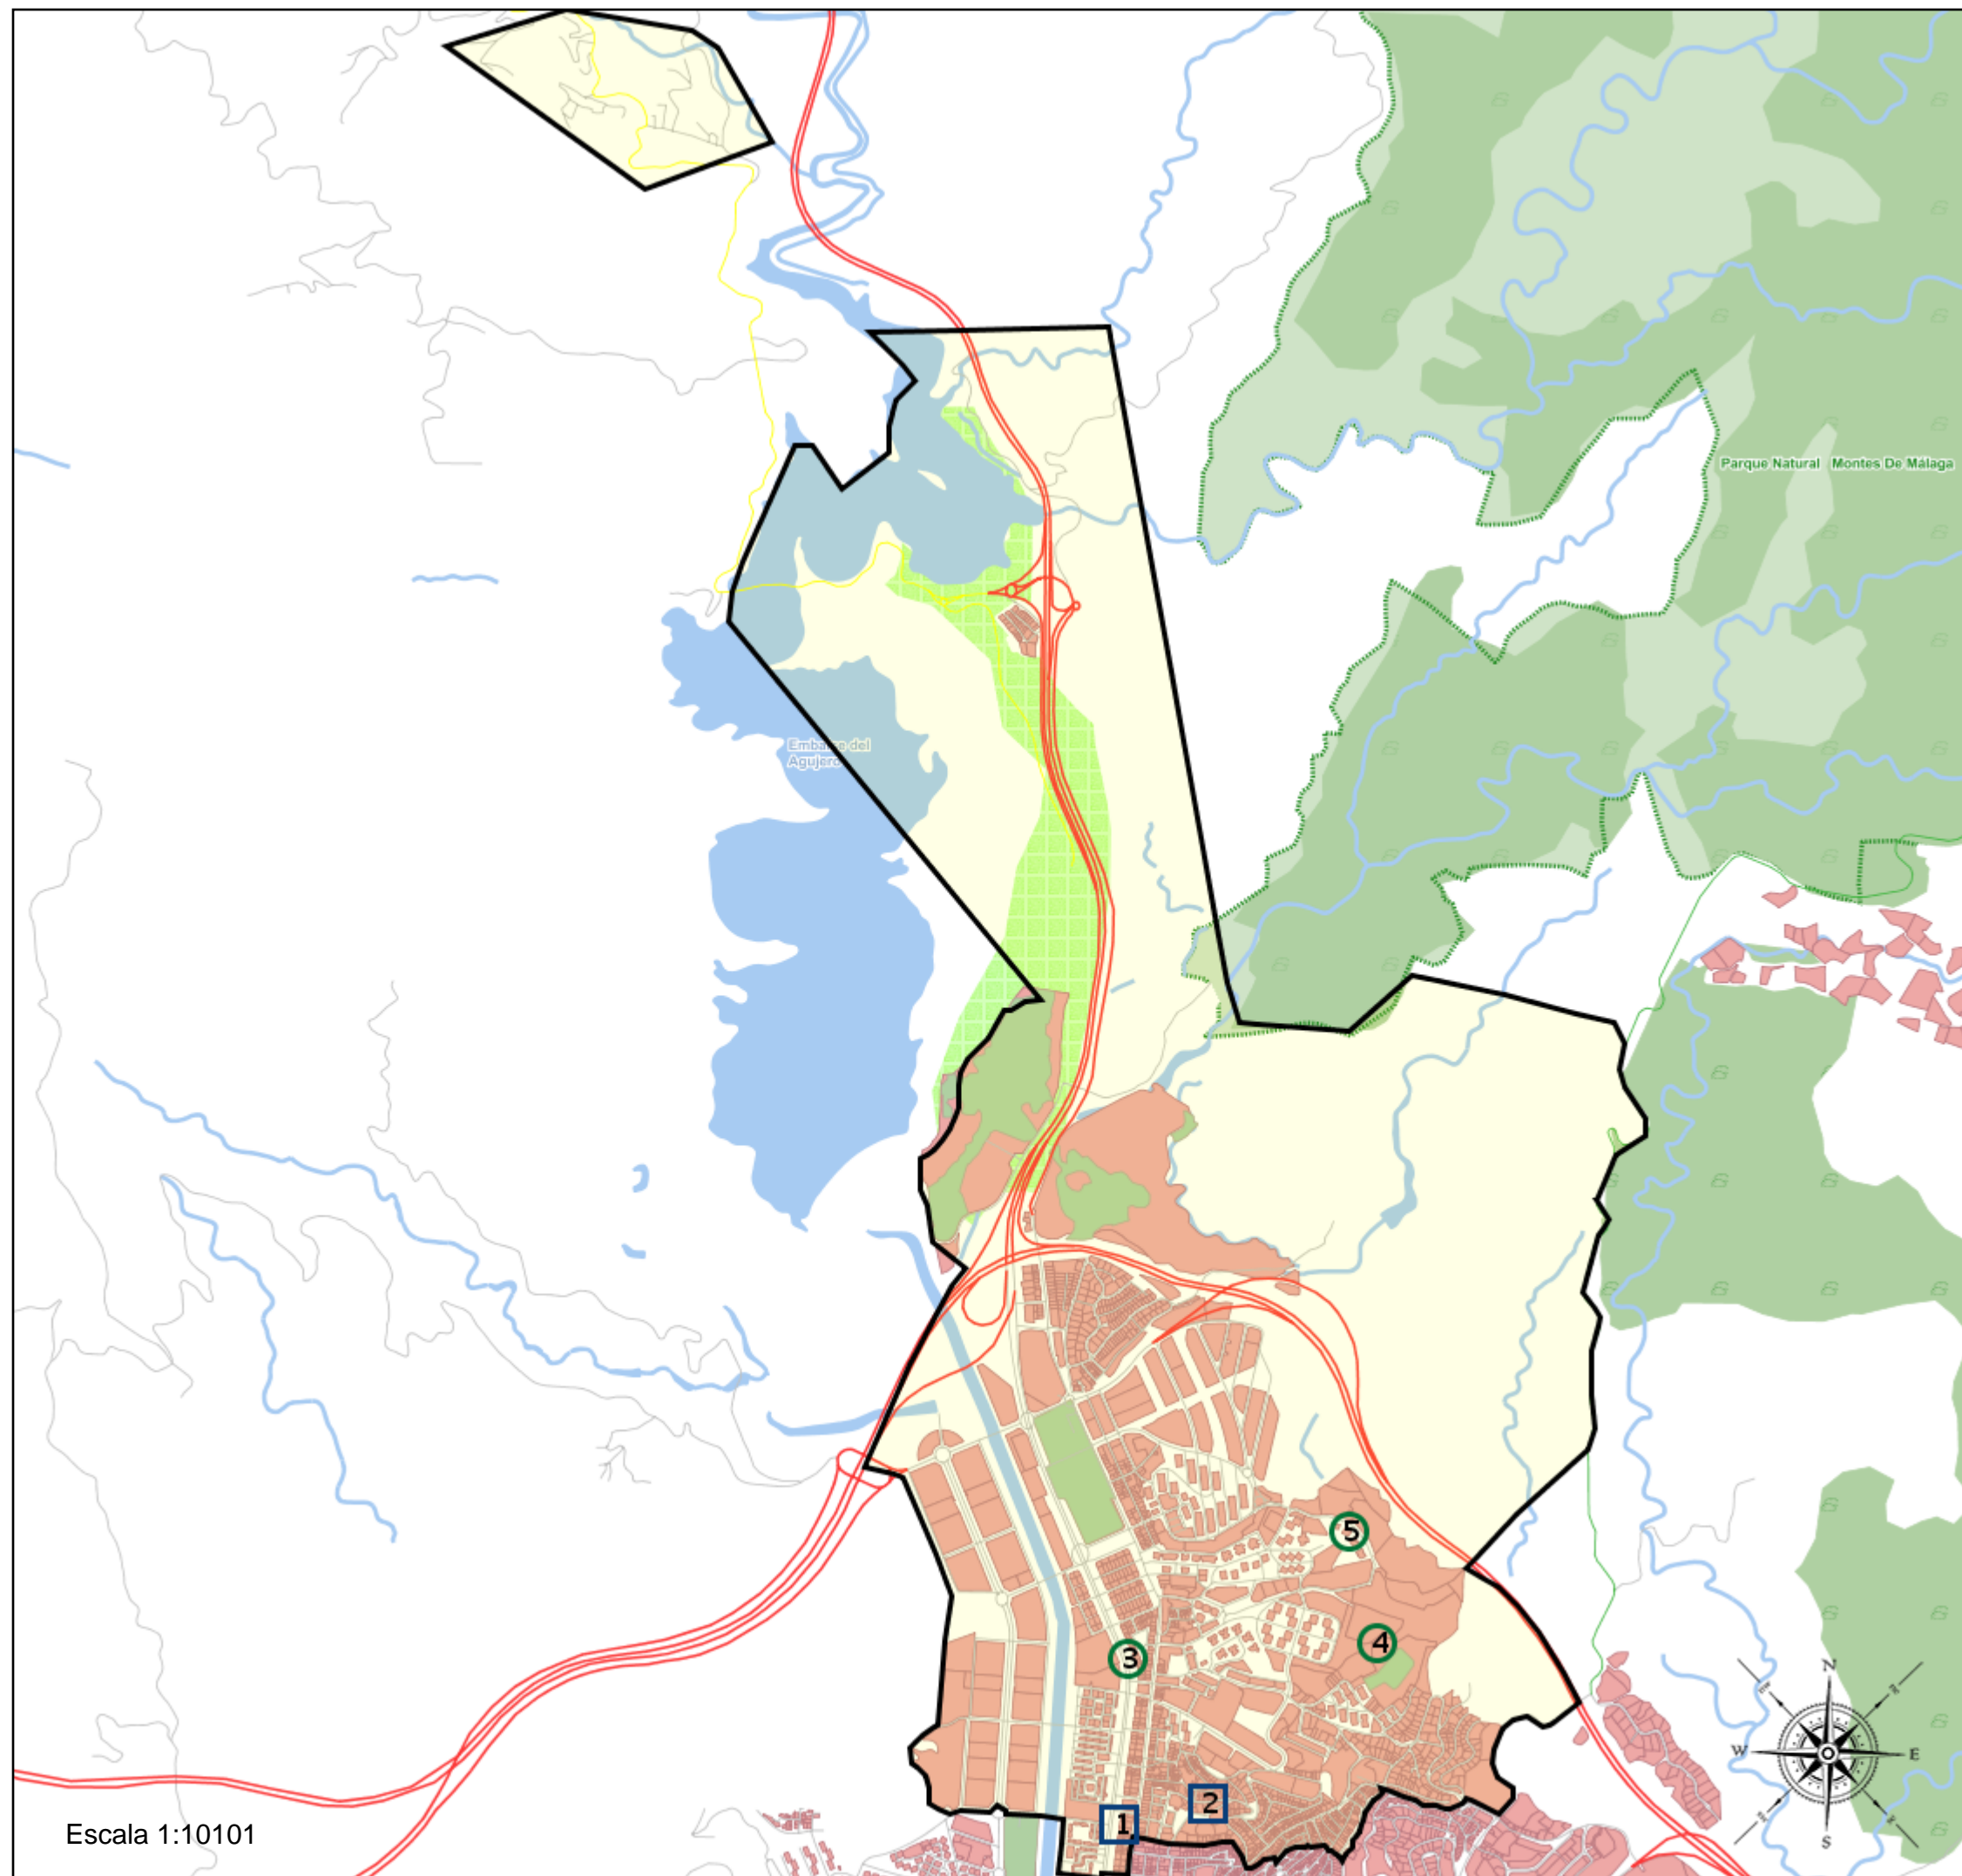 Parque Natural Montes De Málaga
Embalse del
Agujero
5
4
3
2
1
N
W
E
S
Escala 1:10101